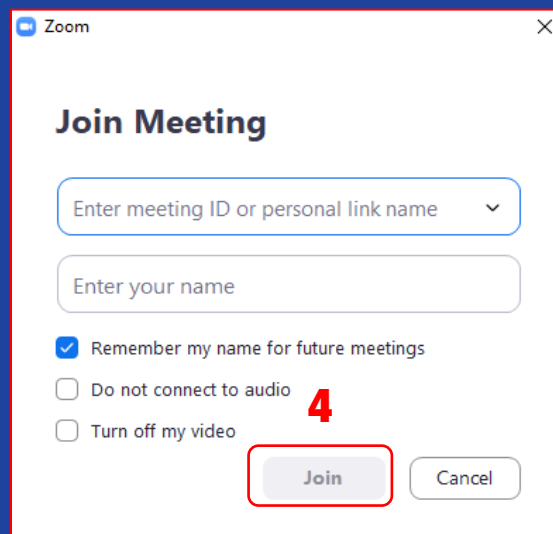 Zoom
Join Meeting
Enter meeting ID or personal link name
Enter your name
Remember my name for future meetings
Do not connect to audio
4
Turn off my video
Join Cancel